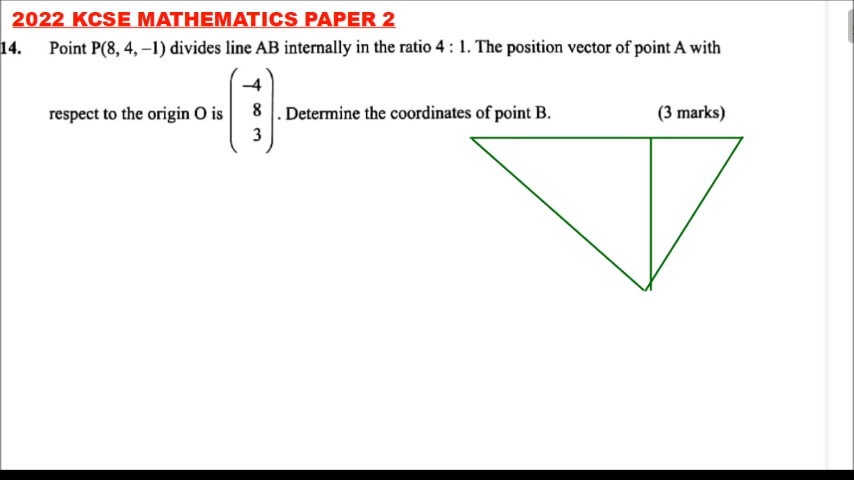 2022 KCSE MATHEMATICS PAPER 2
14. Point P(8, 4, –1) divides line AB internally in the ratio 4 : 1. The position vector of point A with
–4
respect to the origin O is ( 8 ). Determine the coordinates of point B. (3 marks)
3